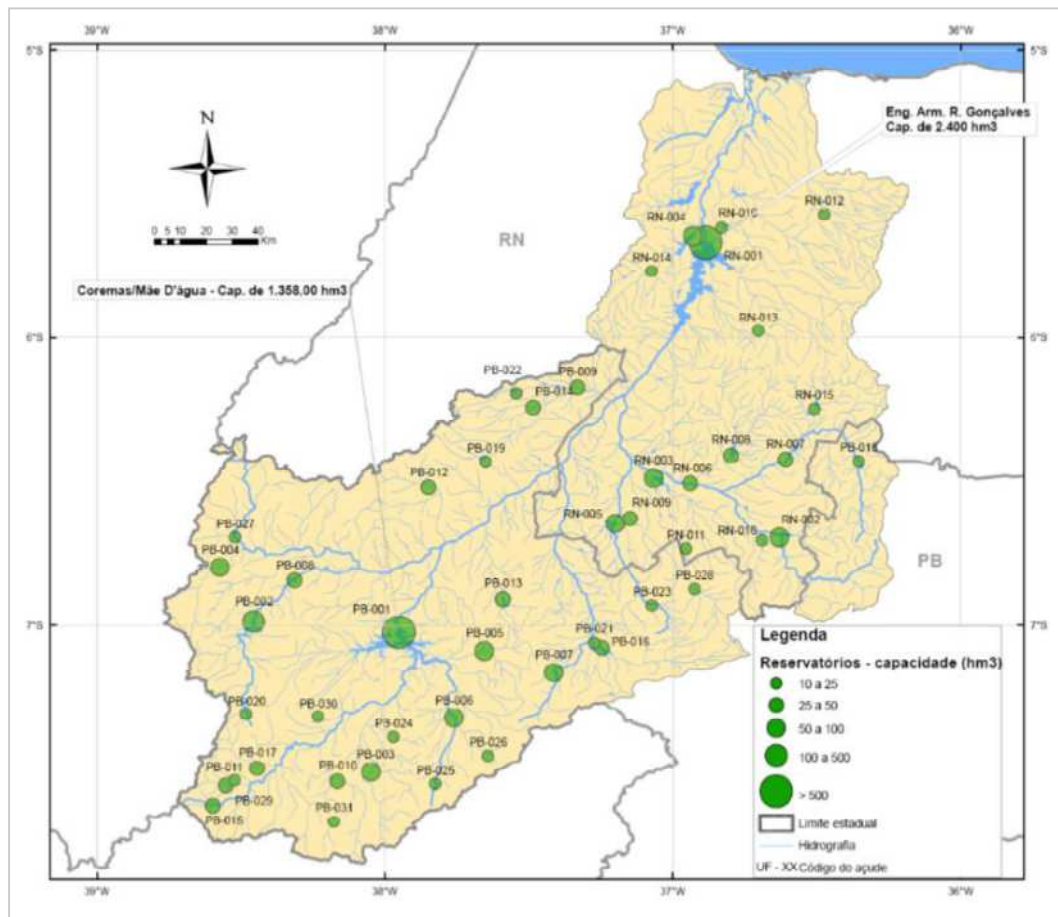 39°W
38°W
37°W
36°W
5°S
5°S
Eng. Arm. R. Gonçalves
Cap. de 2.400 hm3
N
RN-012
RN-004
RN-010
0 5 10 20 30 40
Km
RN
RN-014
RN-001
Coremas/Mãe D'água - Cap. de 1.358,00 hm3
RN-013
6°S
6°S
PB-022
PB-009
PB-014
RN-015
PB-019
RN-008
RN-007
PB-018
PB-012
RN-003
RN-006
RN-009
RN-005
RN-016
RN-002
PB-027
RN-011
PB-004
PB-008
PB
PB-013
PB-028
PB-023
PB-002
PB-001
7°S
7°S
PB-021
PB-016
PB-005
PB-007
Legenda
Reservatórios - capacidade (hm3)
10 a 25
25 a 50
50 a 100
100 a 500
> 500
Limite estadual
Hidrografia
UF - XX Código do açude
PB-020
PB-030
PB-006
PB-024
PB-026
PB-017
PB-011
PB-010
PB-003
PB-025
PB-029
PB-015
PB-031
39°W
38°W
37°W
36°W